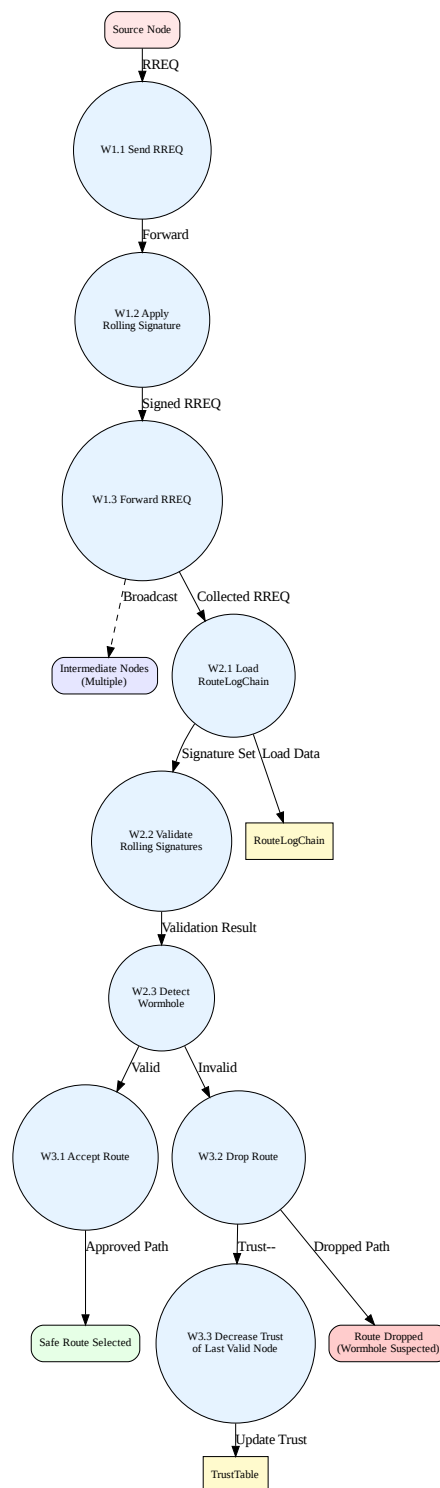 Source Node
RREQ
W1.1 Send RREQ
Forward
W1.2 Apply
Rolling Signature
Signed RREQ
W1.3 Forward RREQ
Broadcast
Collected RREQ
Intermediate Nodes
(Multiple)
W2.1 Load
RouteLogChain
Signature Set
Load Data
W2.2 Validate
Rolling Signatures
RouteLogChain
Validation Result
W2.3 Detect
Wormhole
Valid
Invalid
W3.1 Accept Route
W3.2 Drop Route
Approved Path
Trust--
Dropped Path
Safe Route Selected
W3.3 Decrease Trust
of Last Valid Node
Route Dropped
(Wormhole Suspected)
Update Trust
TrustTable